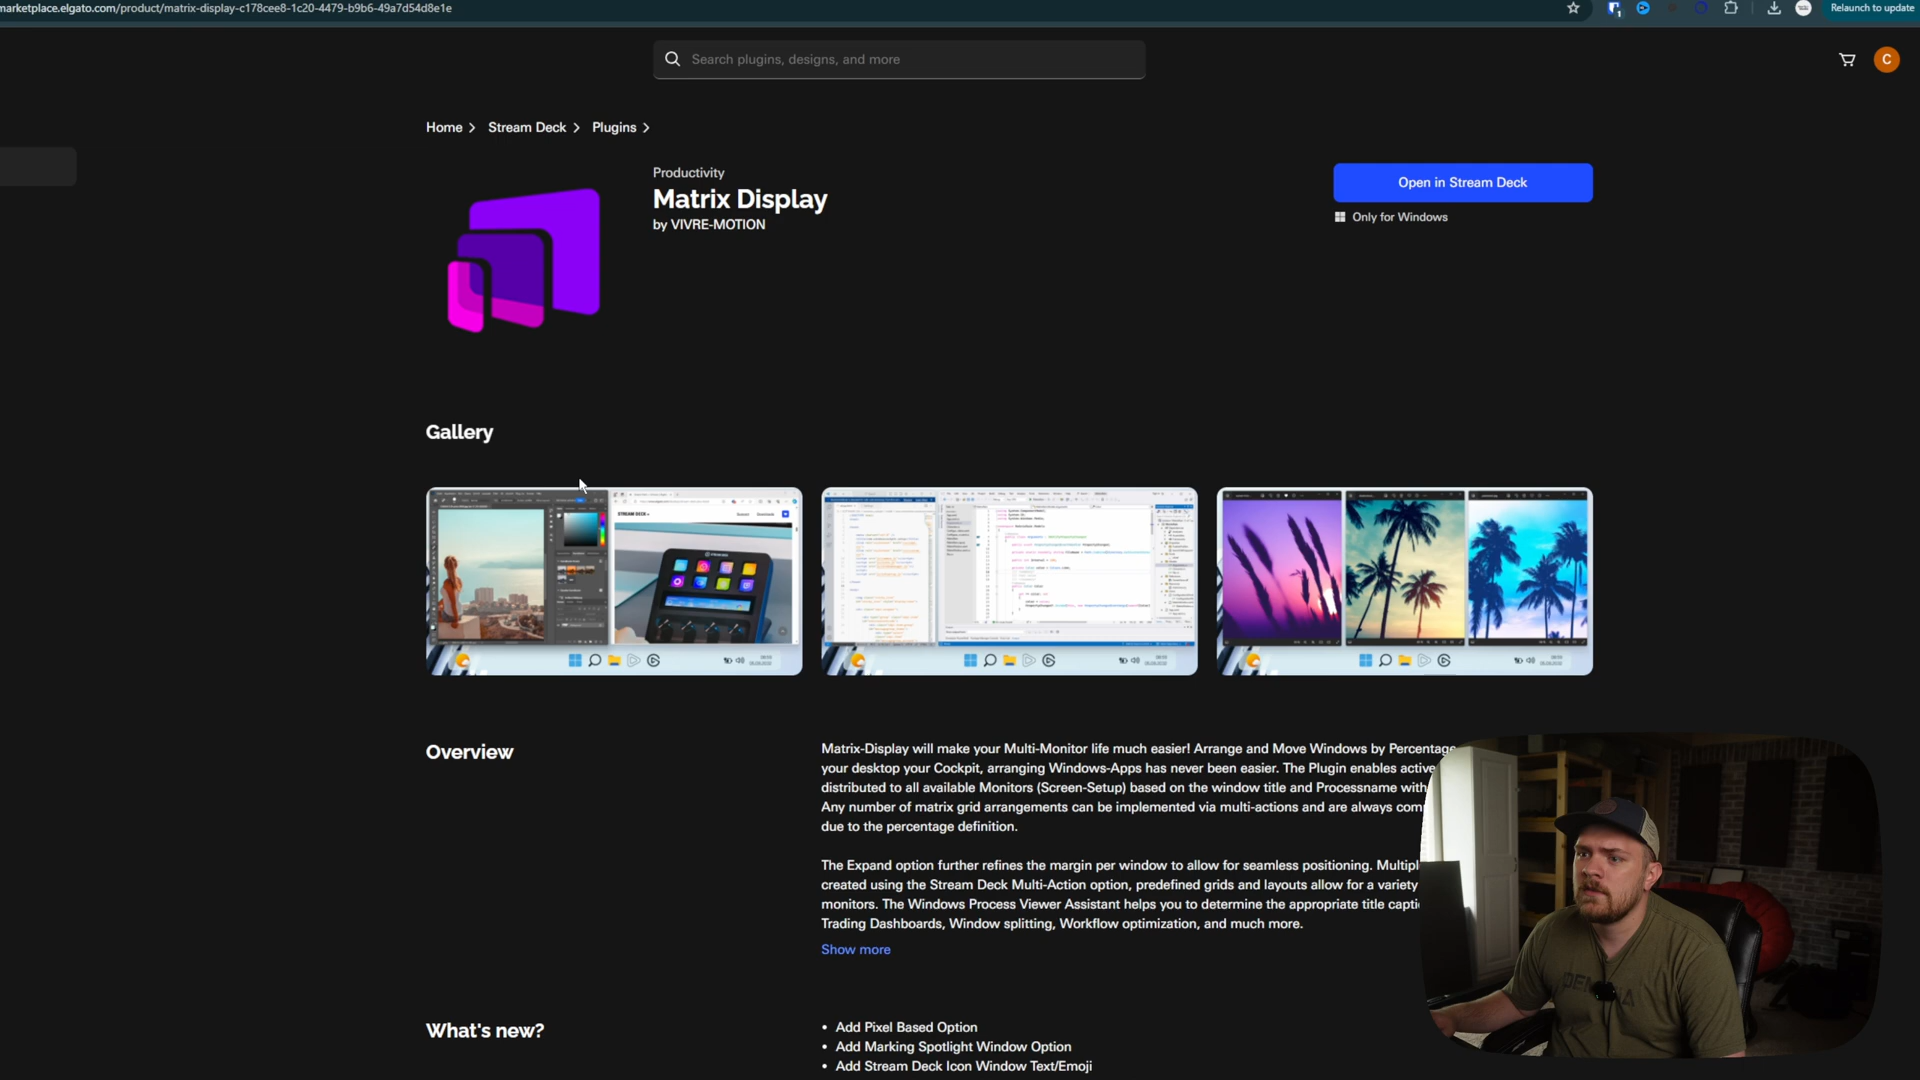 marketplace.elgato.com/product/matrix-display-c178cee8-1c20-4479-b9b6-49a7d54d8e1e
Relaunch to update
Search plugins, designs, and more
C
Home
Stream Deck
Plugins
Productivity
Matrix Display
by VIVRE-MOTION
Open in Stream Deck
Only for Windows
Gallery
STREAM DECK
Overview
Matrix-Display will make your Multi-Monitor life much easier! Arrange and Move Windows by Percentage
your desktop your Cockpit, arranging Windows-Apps has never been easier. The Plugin enables active
distributed to all available Monitors (Screen-Setup) based on the window title and Processname with
Any number of matrix grid arrangements can be implemented via multi-actions and are always com
due to the percentage definition.
The Expand option further refines the margin per window to allow for seamless positioning. Multipl
created using the Stream Deck Multi-Action option, predefined grids and layouts allow for a variety
monitors. The Windows Process Viewer Assistant helps you to determine the appropriate title capti
Trading Dashboards, Window splitting, Workflow optimization, and much more.
Show more
What's new?
• Add Pixel Based Option
• Add Marking Spotlight Window Option
• Add Stream Deck Icon Window Text/Emoji